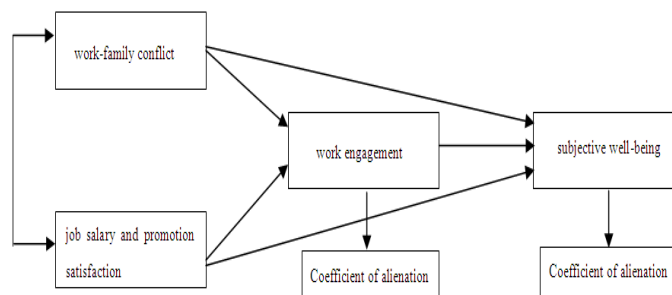 work-family conflict
work engagement
subjective well-being
job salary and promotion
satisfaction
Coefficient of alienation
Coefficient of alienation